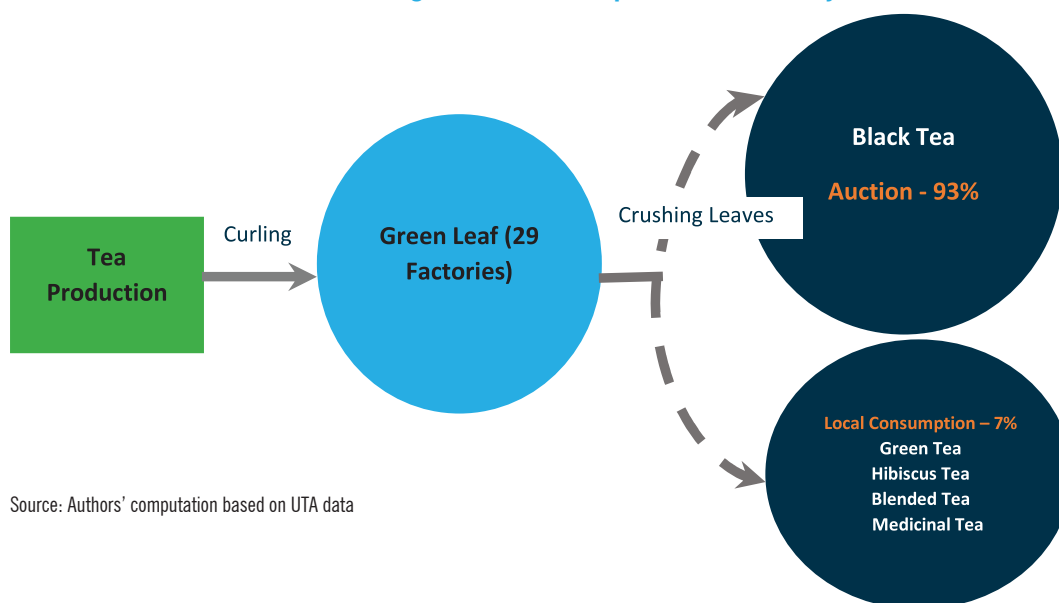 Tea
Production
Curling
Green Leaf (29
Factories)
Crushing Leaves
Black Tea
Auction - 93%
Local Consumption – 7%
Green Tea
Hibiscus Tea
Blended Tea
Medicinal Tea
Source: Authors’ computation based on UTA data